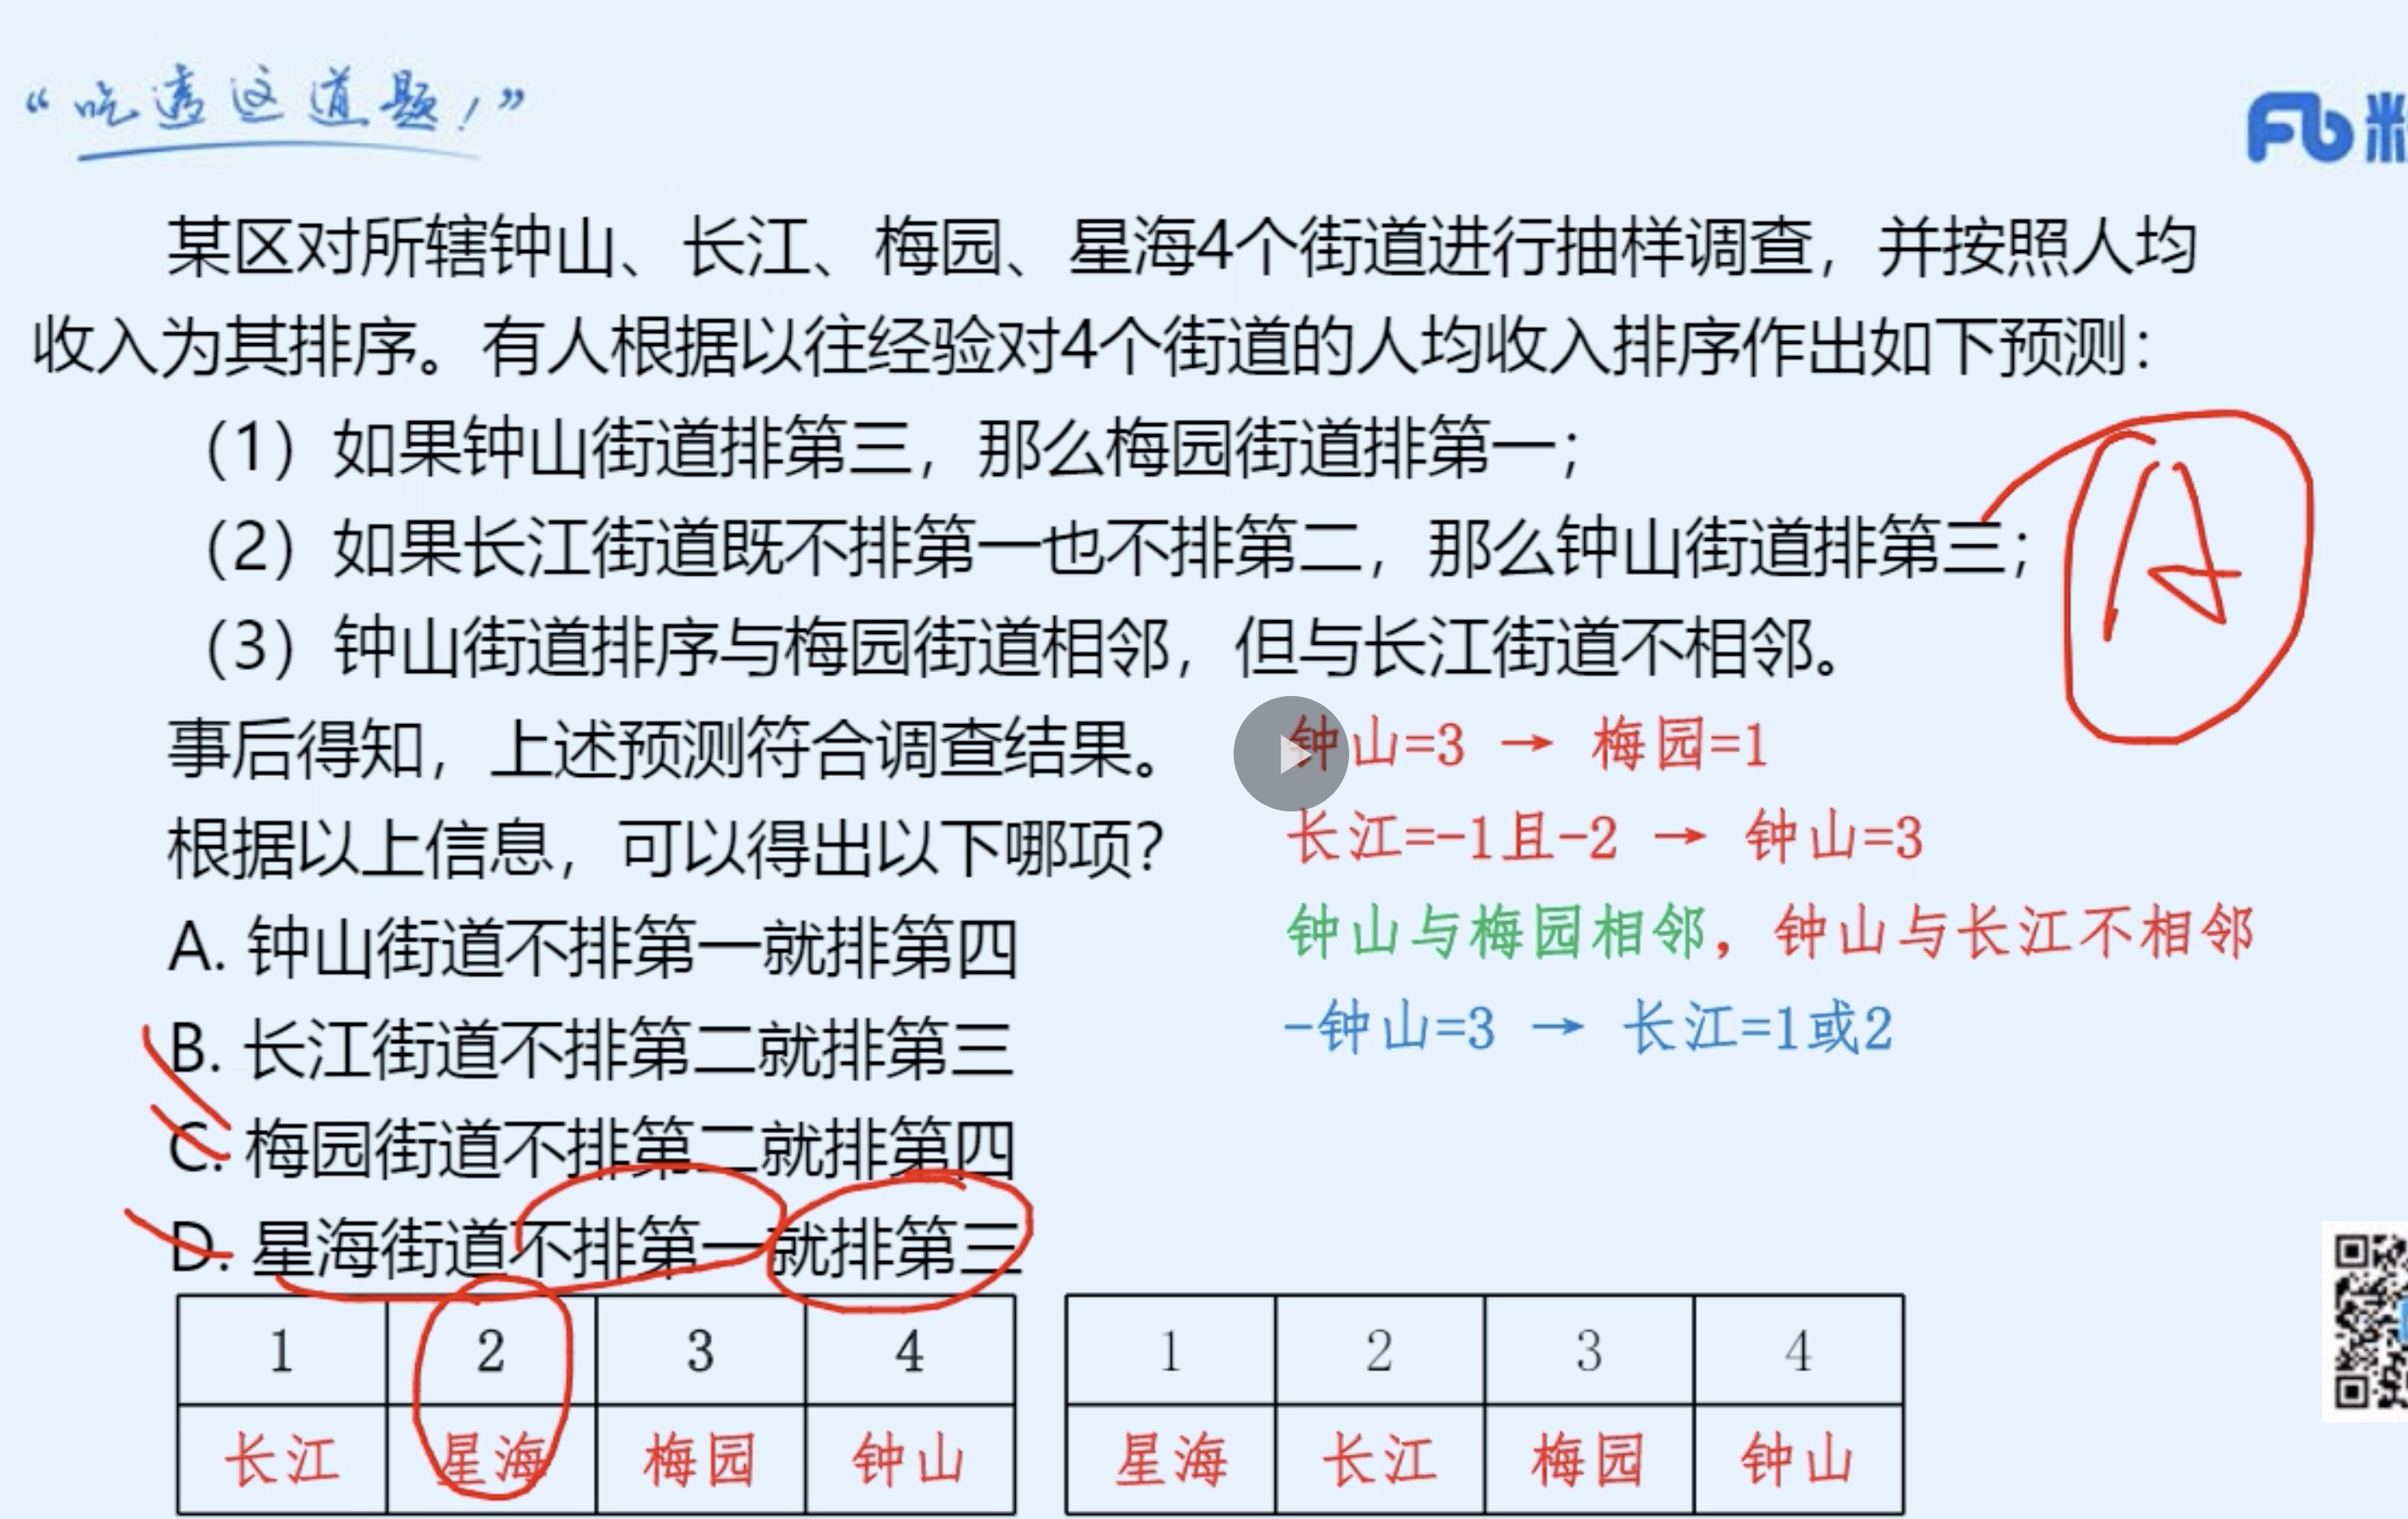 “吃透这道题！”
某区对所辖钟山、长江、梅园、星海4个街道进行抽样调查，并按照人均
收入为其排序。有人根据以往经验对4个街道的人均收入排序作出如下预测：
（1）如果钟山街道排第三，那么梅园街道排第一；
（2）如果长江街道既不排第一也不排第二，那么钟山街道排第三；
（3）钟山街道排序与梅园街道相邻，但与长江街道不相邻。
事后得知，上述预测符合调查结果。
根据以上信息，可以得出以下哪项？
A. 钟山街道不排第一就排第四
B. 长江街道不排第二就排第三
C. 梅园街道不排第二就排第四
D. 星海街道不排第一就排第三
钟山=3 → 梅园=1
长江=-1且-2 → 钟山=3
钟山与梅园相邻，钟山与长江不相邻
-钟山=3 → 长江=1或2
A
1 2 3 4
长江 星海 梅园 钟山
1 2 3 4
星海 长江 梅园 钟山